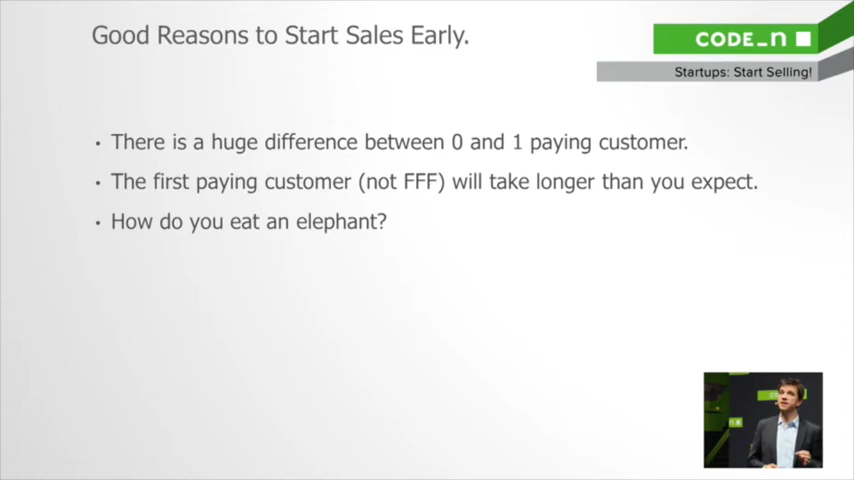 Good Reasons to Start Sales Early.
CODE_n
Startups: Start Selling!
• There is a huge difference between 0 and 1 paying customer.
• The first paying customer (not FFF) will take longer than you expect.
• How do you eat an elephant?